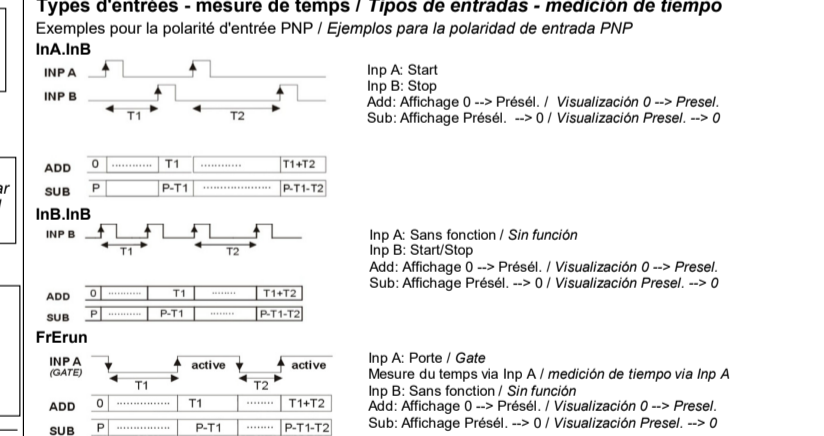 Types d'entrées - mesure de temps / Tipos de entradas - medición de tiempo
Exemples pour la polarité d'entrée PNP / Ejemplos para la polaridad de entrada PNP
InA.InB
INP A
INP B
T1 T2
Inp A: Start
Inp B: Stop
Add: Affichage 0 --> Présél. / Visualización 0 --> Presel.
Sub: Affichage Présél. --> 0 / Visualización Presel. --> 0
ADD 0 T1 T1+T2
SUB P P-T1 P-T1-T2
InB.InB
INP B
T1 T2
Inp A: Sans fonction / Sin función
Inp B: Start/Stop
Add: Affichage 0 --> Présél. / Visualización 0 --> Presel.
Sub: Affichage Présél. --> 0 / Visualización Presel. --> 0
ADD 0 T1 T1+T2
SUB P P-T1 P-T1-T2
FrErun
INP A
(GATE)
active active
T1 T2
Inp A: Porte / Gate
Mesure du temps via Inp A / medición de tiempo via Inp A
Inp B: Sans fonction / Sin función
Add: Affichage 0 --> Présél. / Visualización 0 --> Presel.
Sub: Affichage Présél. --> 0 / Visualización Presel. --> 0
ADD 0 T1 T1+T2
SUB P P-T1 P-T1-T2